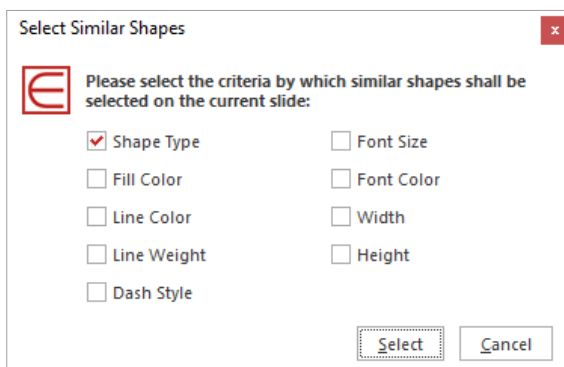 Select Similar Shapes
x
Please select the criteria by which similar shapes shall be
selected on the current slide:
Shape Type
Font Size
Fill Color
Font Color
Line Color
Width
Line Weight
Height
Dash Style
Select
Cancel